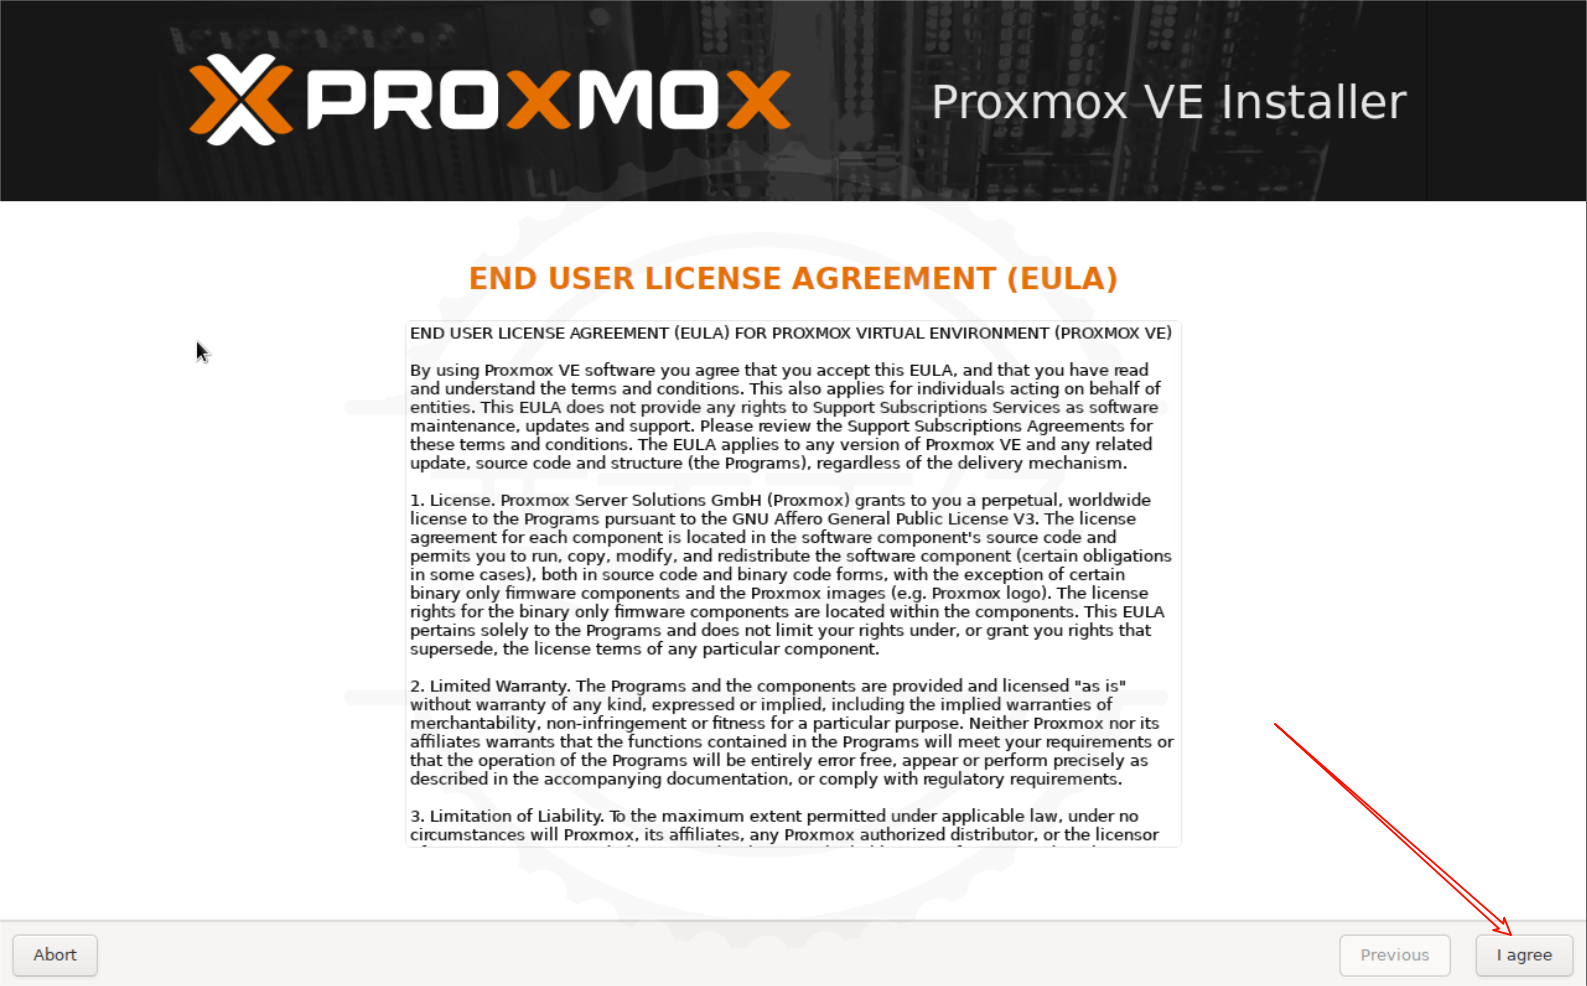 PROXMOX
Proxmox VE Installer
END USER LICENSE AGREEMENT (EULA)
END USER LICENSE AGREEMENT (EULA) FOR PROXMOX VIRTUAL ENVIRONMENT (PROXMOX VE)
By using Proxmox VE software you agree that you accept this EULA, and that you have read
and understand the terms and conditions. This also applies for individuals acting on behalf of
entities. This EULA does not provide any rights to Support Subscriptions Services as software
maintenance, updates and support. Please review the Support Subscriptions Agreements for
these terms and conditions. The EULA applies to any version of Proxmox VE and any related
update, source code and structure (the Programs), regardless of the delivery mechanism.
1. License. Proxmox Server Solutions GmbH (Proxmox) grants to you a perpetual, worldwide
license to the Programs pursuant to the GNU Affero General Public License V3. The license
agreement for each component is located in the software component's source code and
permits you to run, copy, modify, and redistribute the software component (certain obligations
in some cases), both in source code and binary code forms, with the exception of certain
binary only firmware components and the Proxmox images (e.g. Proxmox logo). The license
rights for the binary only firmware components are located within the components. This EULA
pertains solely to the Programs and does not limit your rights under, or grant you rights that
supersede, the license terms of any particular component.
2. Limited Warranty. The Programs and the components are provided and licensed "as is"
without warranty of any kind, expressed or implied, including the implied warranties of
merchantability, non-infringement or fitness for a particular purpose. Neither Proxmox nor its
affiliates warrants that the functions contained in the Programs will meet your requirements or
that the operation of the Programs will be entirely error free, appear or perform precisely as
described in the accompanying documentation, or comply with regulatory requirements.
3. Limitation of Liability. To the maximum extent permitted under applicable law, under no
circumstances will Proxmox, its affiliates, any Proxmox authorized distributor, or the licensor
Abort
Previous
I agree